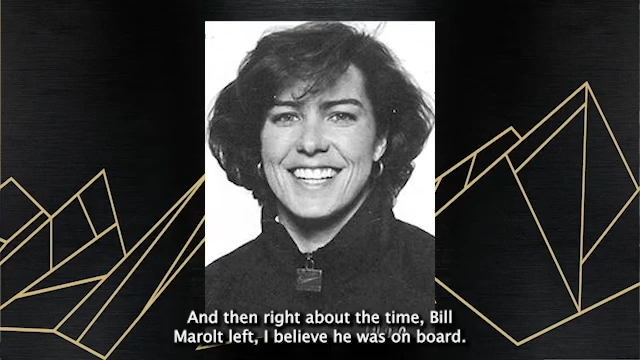 And then right about the time, Bill
Marolt left, I believe he was on board.